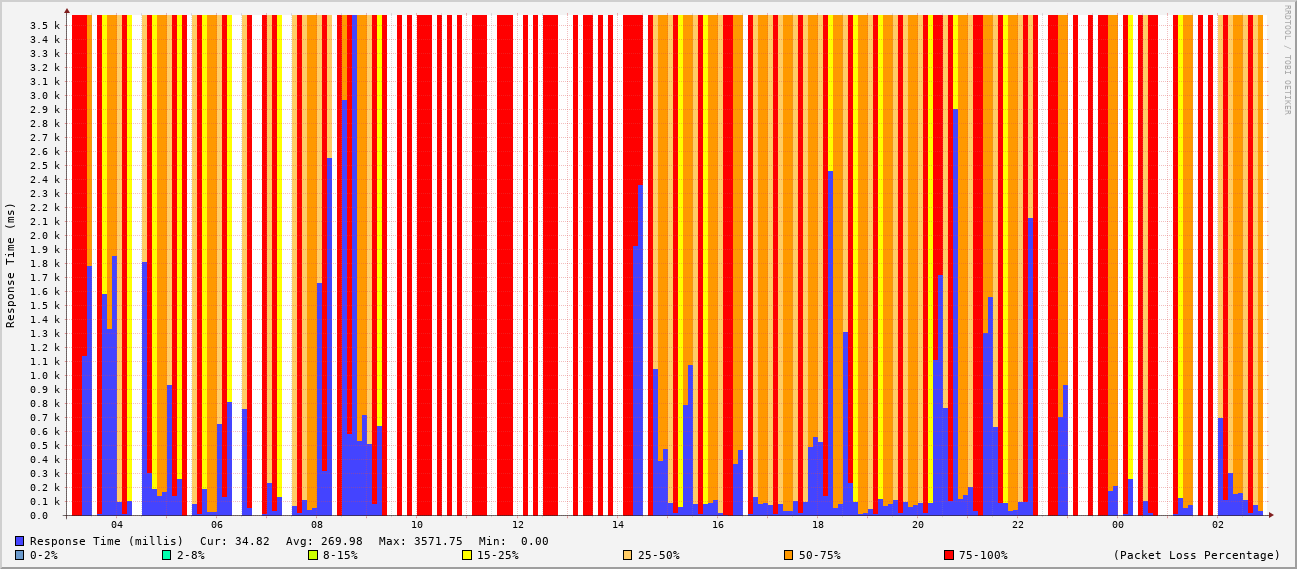 RRDTOOL / TOBI OETIKER
Response Time (ms)
3.5 k
3.4 k
3.3 k
3.2 k
3.1 k
3.0 k
2.9 k
2.8 k
2.7 k
2.6 k
2.5 k
2.4 k
2.3 k
2.2 k
2.1 k
2.0 k
1.9 k
1.8 k
1.7 k
1.6 k
1.5 k
1.4 k
1.3 k
1.2 k
1.1 k
1.0 k
0.9 k
0.8 k
0.7 k
0.6 k
0.5 k
0.4 k
0.3 k
0.2 k
0.1 k
0.0
04 06 08 10 12 14 16 18 20 22 00 02
Response Time (millis) Cur: 34.82 Avg: 269.98 Max: 3571.75 Min: 0.00
0-2% 2-8% 8-15% 15-25% 25-50% 50-75% 75-100% (Packet Loss Percentage)